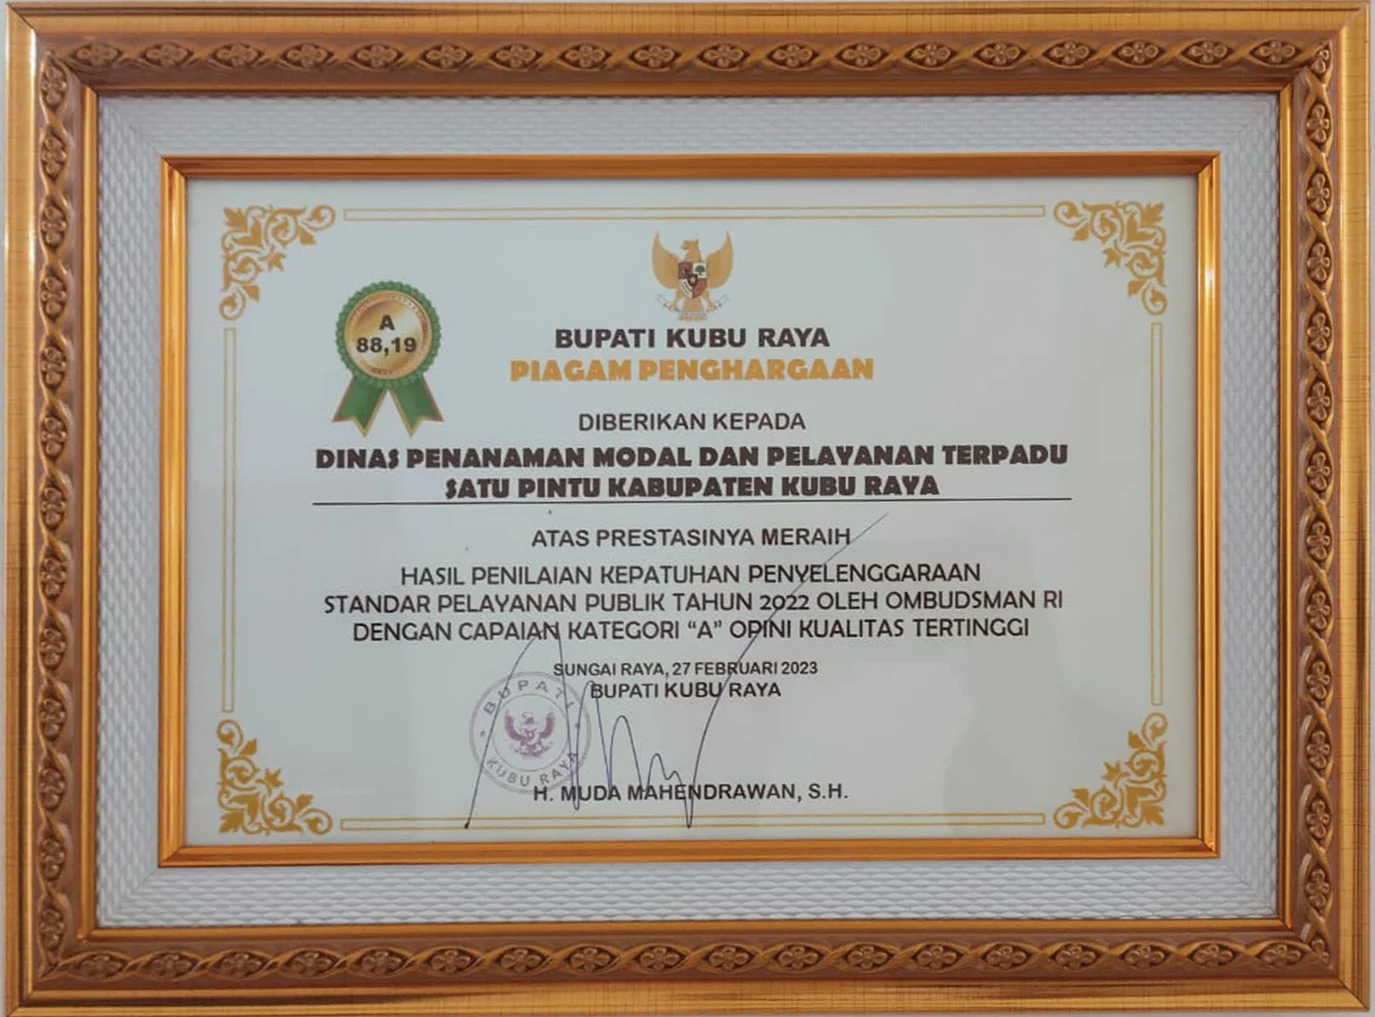 A
88,19
BUPATI KUBU RAYA
PIAGAM PENGHARGAAN
DIBERIKAN KEPADA
DINAS PENANAMAN MODAL DAN PELAYANAN TERPADU
SATU PINTU KABUPATEN KUBU RAYA
ATAS PRESTASINYA MERAIH
HASIL PENILAIAN KEPATUHAN PENYELENGGARAAN
STANDAR PELAYANAN PUBLIK TAHUN 2022 OLEH OMBUDSMAN RI
DENGAN CAPAIAN KATEGORI “A” OPINI KUALITAS TERTINGGI
SUNGAI RAYA, 27 FEBRUARI 2023
BUPATI KUBU RAYA
BUPATI
KUBU RAYA
H. MUDA MAHENDRAWAN, S.H.